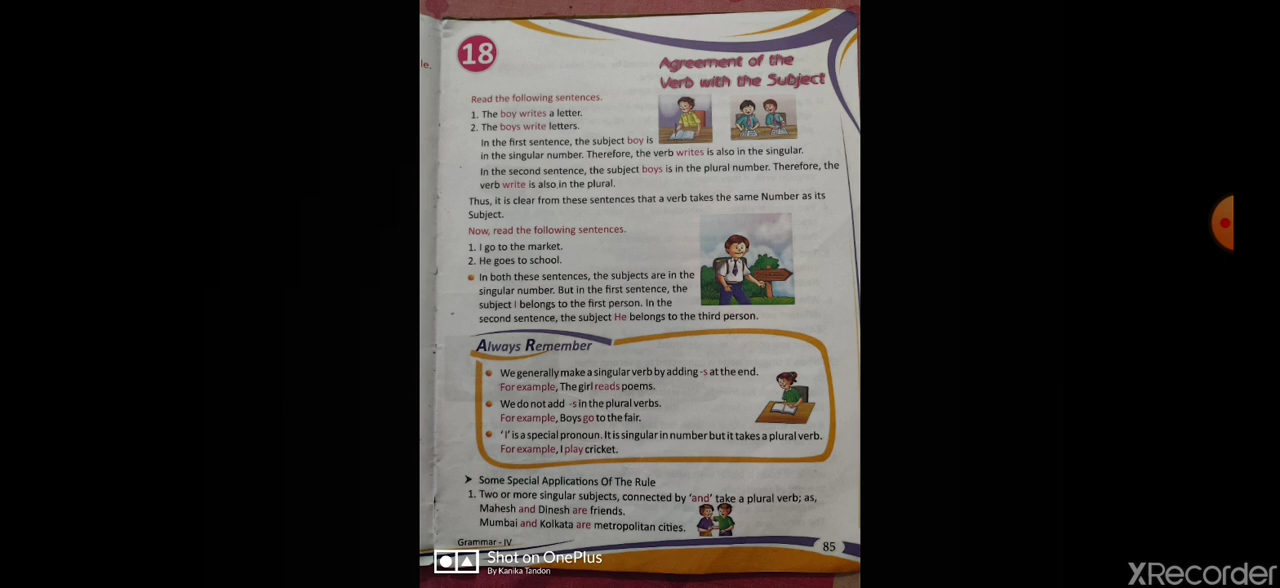 le.
18
Agreement of the
Verb with the Subject
Read the following sentences.
1. The boy writes a letter.
2. The boys write letters.
In the first sentence, the subject boy is
in the singular number. Therefore, the verb writes is also in the singular.
In the second sentence, the subject boys is in the plural number. Therefore, the
verb write is also in the plural.
Thus, it is clear from these sentences that a verb takes the same Number as its
Subject.
Now, read the following sentences.
1. I go to the market.
2. He goes to school.
In both these sentences, the subjects are in the
singular number. But in the first sentence, the
subject I belongs to the first person. In the
second sentence, the subject He belongs to the third person.
Always Remember
We generally make a singular verb by adding -s at the end.
For example, The girl reads poems.
We do not add -s in the plural verbs.
For example, Boys go to the fair.
'I' is a special pronoun. It is singular in number but it takes a plural verb.
For example, I play cricket.
Some Special Applications Of The Rule
1. Two or more singular subjects, connected by 'and' take a plural verb; as,
Mahesh and Dinesh are friends.
Mumbai and Kolkata are metropolitan cities.
Grammar - IV
85
Shot on OnePlus
By Kanika Tandon
XRecorder